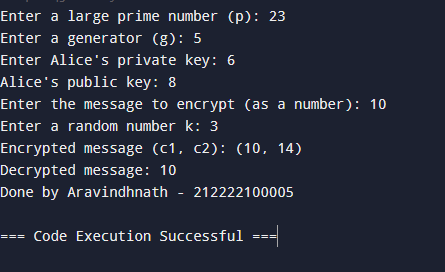 Enter a large prime number (p): 23
Enter a generator (g): 5
Enter Alice's private key: 6
Alice's public key: 8
Enter the message to encrypt (as a number): 10
Enter a random number k: 3
Encrypted message (c1, c2): (10, 14)
Decrypted message: 10
Done by Aravindhnath - 212222100005
=== Code Execution Successful ===